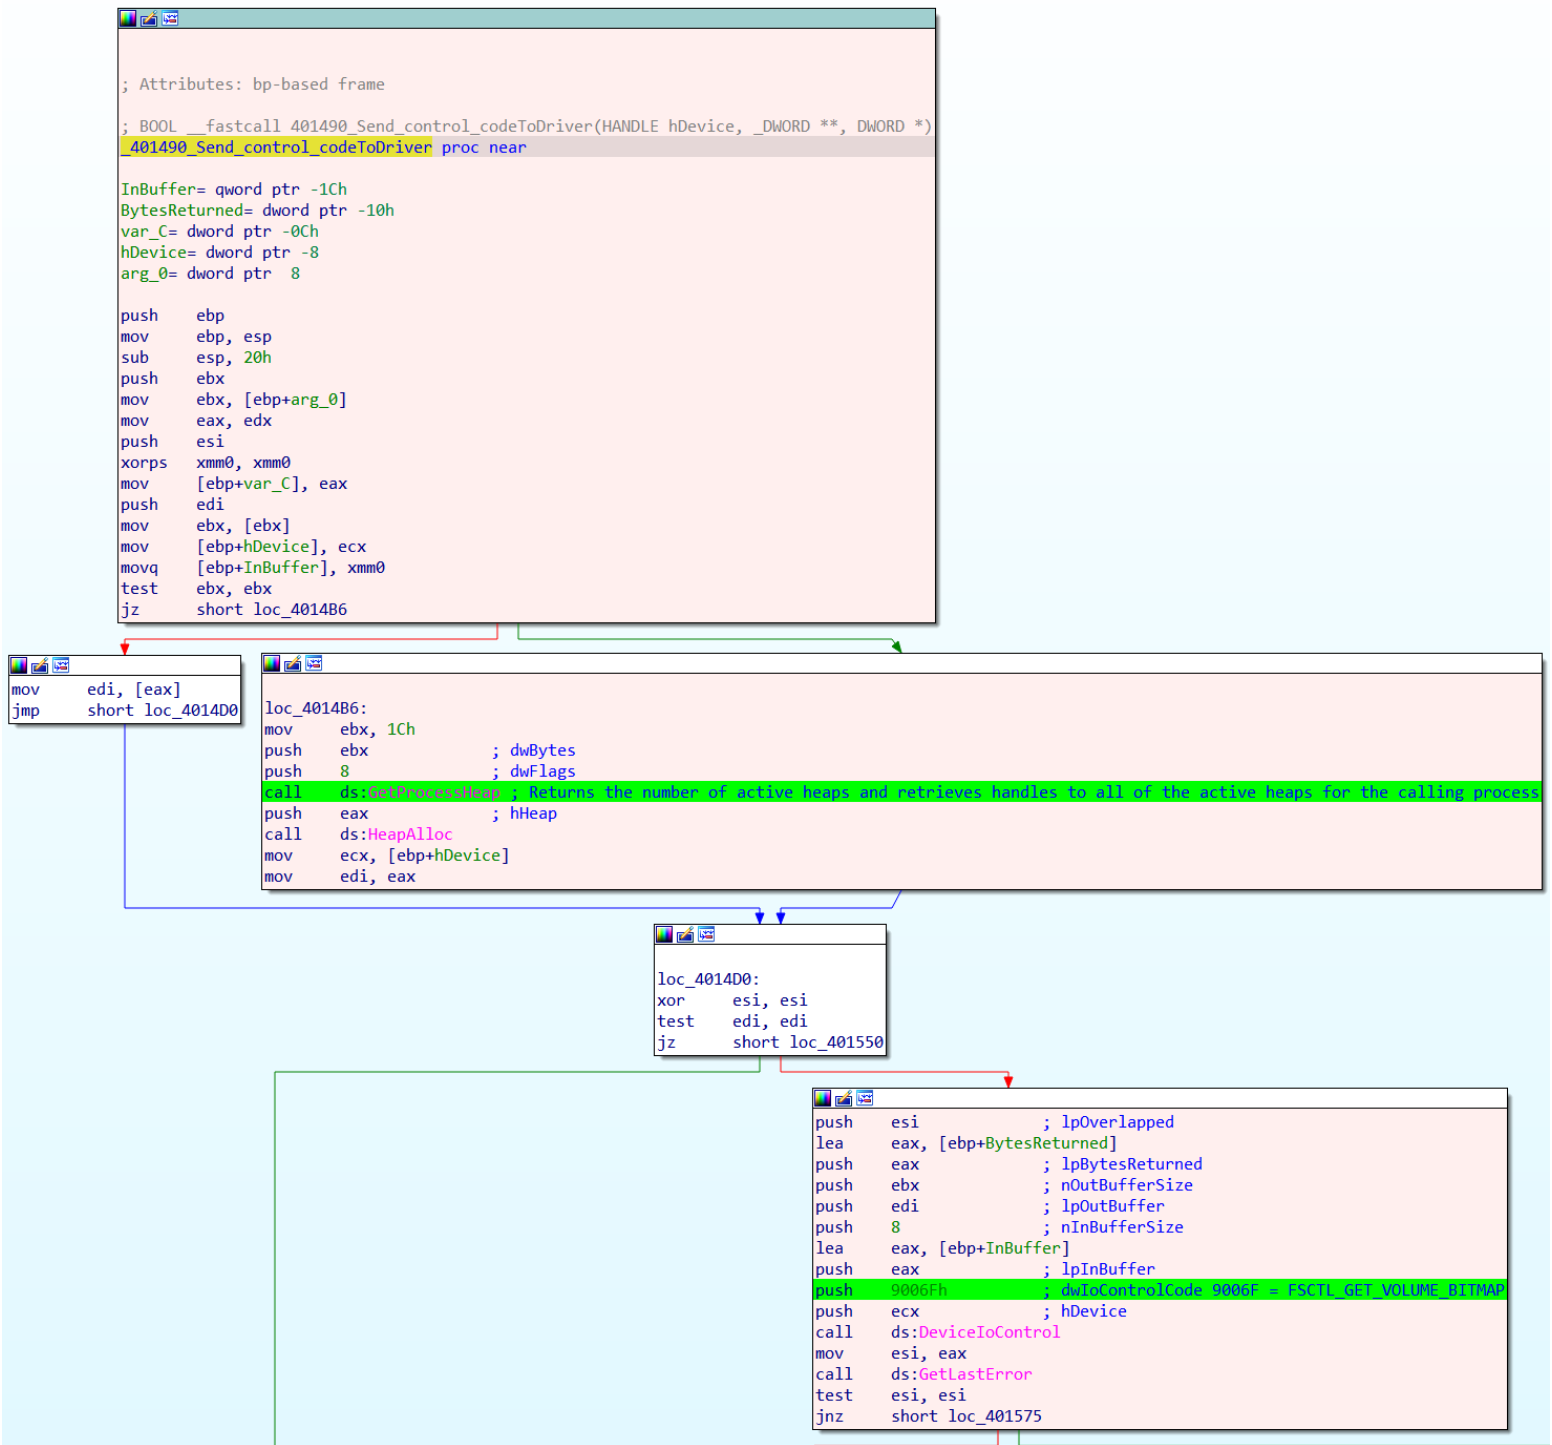 ; Attributes: bp-based frame
; BOOL __fastcall 401490_Send_control_codeToDriver(HANDLE hDevice, _DWORD **, DWORD *)
_401490_Send_control_codeToDriver proc near
InBuffer= qword ptr -1Ch
BytesReturned= dword ptr -10h
var_C= dword ptr -0Ch
hDevice= dword ptr -8
arg_0= dword ptr  8
push    ebp
mov     ebp, esp
sub     esp, 20h
push    ebx
mov     ebx, [ebp+arg_0]
mov     eax, edx
push    esi
xorps   xmm0, xmm0
mov     [ebp+var_C], eax
push    edi
mov     ebx, [ebx]
mov     [ebp+hDevice], ecx
movq    [ebp+InBuffer], xmm0
test    ebx, ebx
jz      short loc_4014B6
mov     edi, [eax]
jmp     short loc_4014D0
loc_4014B6:
mov     ebx, 1Ch
push    ebx             ; dwBytes
push    8               ; dwFlags
call    ds:GetProcessHeap ; Returns the number of active heaps and retrieves handles to all of the active heaps for the calling process
push    eax             ; hHeap
call    ds:HeapAlloc
mov     ecx, [ebp+hDevice]
mov     edi, eax
loc_4014D0:
xor     esi, esi
test    edi, edi
jz      short loc_401550
push    esi             ; lpOverlapped
lea     eax, [ebp+BytesReturned]
push    eax             ; lpBytesReturned
push    ebx             ; nOutBufferSize
push    edi             ; lpOutBuffer
push    8               ; nInBufferSize
lea     eax, [ebp+InBuffer]
push    eax             ; lpInBuffer
push    9006Fh          ; dwIoControlCode 9006F = FSCTL_GET_VOLUME_BITMAP
push    ecx             ; hDevice
call    ds:DeviceIoControl
mov     esi, eax
call    ds:GetLastError
test    esi, esi
jnz     short loc_401575